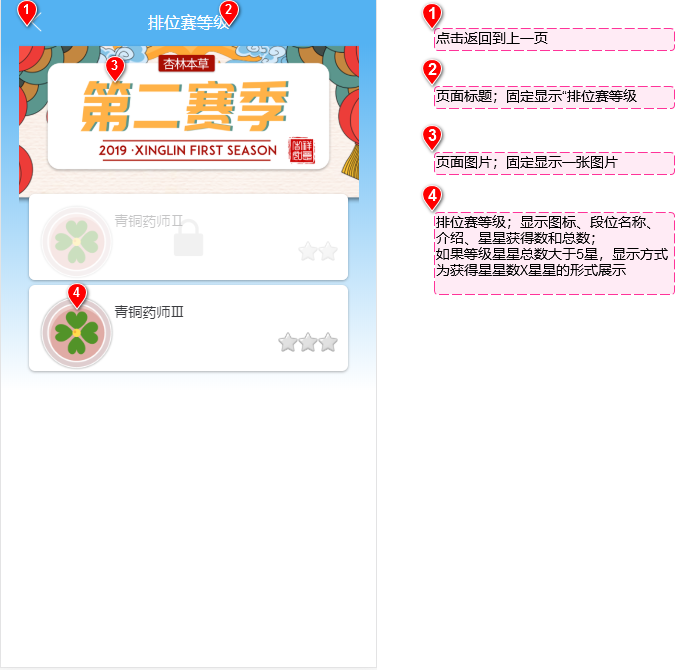 1
排位赛等级
2
杏林本草
3
第二赛季
2019 ·XINGLIN FIRST SEASON
青铜药师Ⅱ
4
青铜药师Ⅲ
1
点击返回到上一页
2
页面标题；固定显示“排位赛等级
3
页面图片；固定显示一张图片
4
排位赛等级；显示图标、段位名称、
介绍、星星获得数和总数；
如果等级星星总数大于5星，显示方式
为获得星星数X星星的形式展示